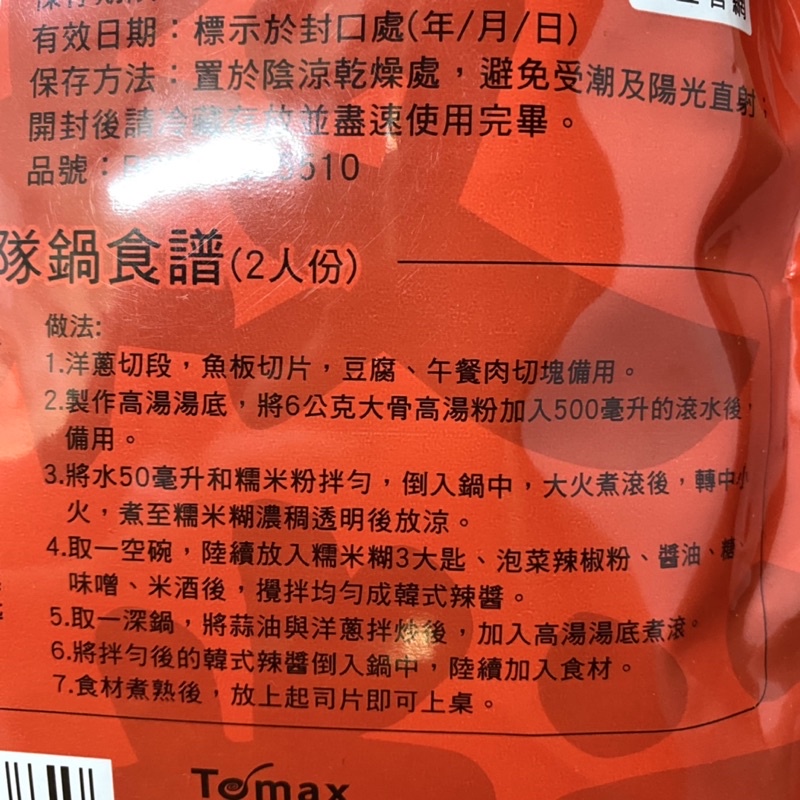 有效日期：標示於封口處(年/月/日)
保存方法：置於陰涼乾燥處，避免受潮及陽光直射；
開封後請冷藏存放並盡速使用完畢。
品號：510
隊鍋食譜(2人份)
做法:
1.洋蔥切段，魚板切片，豆腐、午餐肉切塊備用。
2.製作高湯湯底，將6公克大骨高湯粉加入500毫升的滾水後，
備用。
3.將水50毫升和糯米粉拌勻，倒入鍋中，大火煮滾後，轉中小
火，煮至糯米糊濃稠透明後放涼。
4.取一空碗，陸續放入糯米糊3大匙、泡菜辣椒粉、醬油、糖、
味噌、米酒後，攪拌均勻成韓式辣醬。
5.取一深鍋，將蒜油與洋蔥拌炒後，加入高湯湯底煮滾。
6.將拌勻後的韓式辣醬倒入鍋中，陸續加入食材。
7.食材煮熟後，放上起司片即可上桌。
Tomax